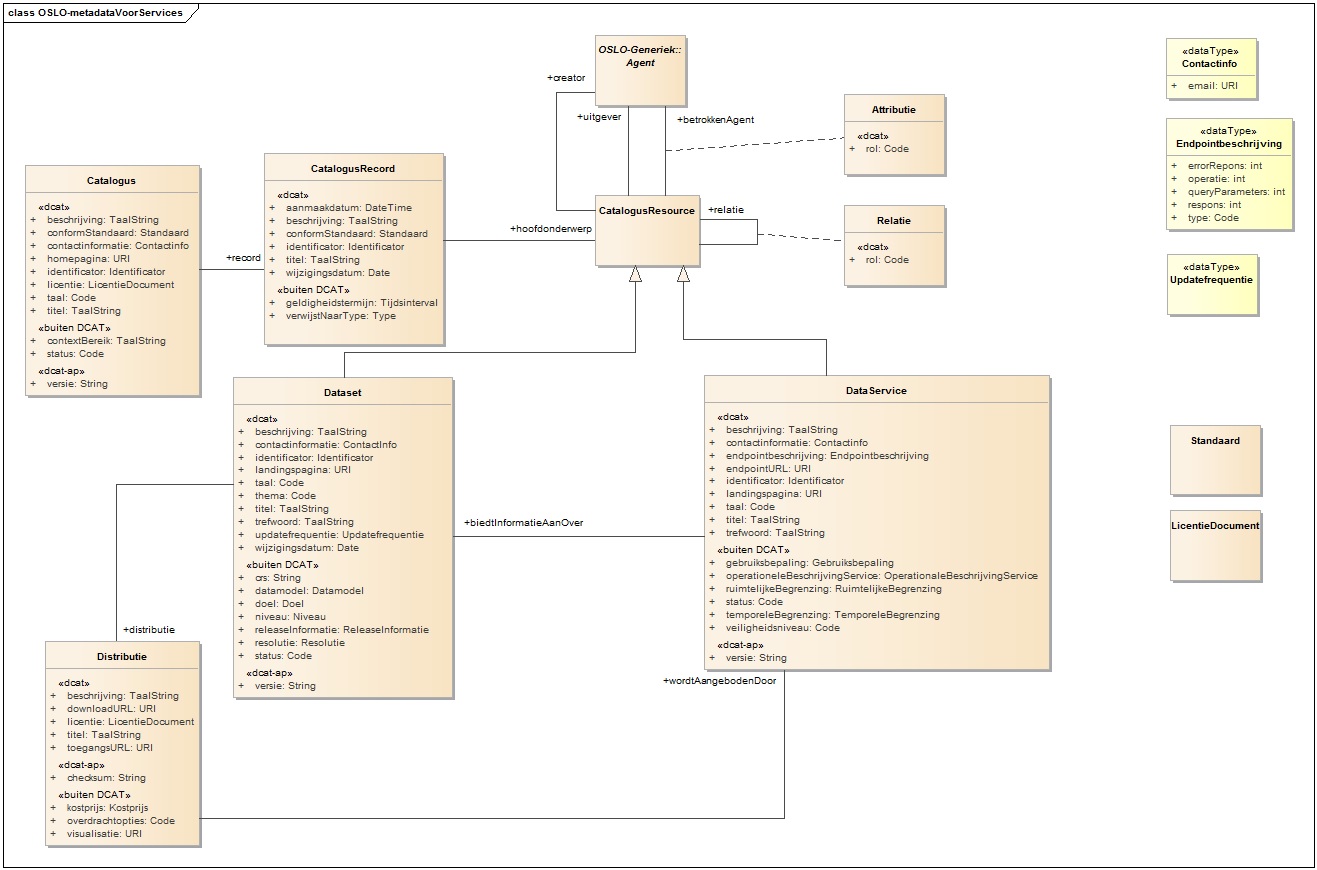 class OSLO-metadataVoorServices
OSLO-Generiek::
Agent
+creator
+uitgever
+betrokkenAgent
Attributie
«dcat»
+ rol: Code
CatalogusResource
+relatie
+hoofdonderwerp
Relatie
«dcat»
+ rol: Code
«dataType»
Contactinfo
+ email: URI
«dataType»
Endpointbeschrijving
+ errorRepons: int
+ operatie: int
+ queryParameters: int
+ respons: int
+ type: Code
«dataType»
Updatefrequentie
Standaard
LicentieDocument
Catalogus
«dcat»
+ beschrijving: TaalString
+ conformStandaard: Standaard
+ contactinformatie: Contactinfo
+ homepagina: URI
+ identificator: Identificator
+ licentie: LicentieDocument
+ taal: Code
+ titel: TaalString
«buiten DCAT»
+ contextBereik: TaalString
+ status: Code
«dcat-ap»
+ versie: String
+record
CatalogusRecord
«dcat»
+ aanmaakdatum: DateTime
+ beschrijving: TaalString
+ conformStandaard: Standaard
+ identificator: Identificator
+ titel: TaalString
+ wijzigingsdatum: Date
«buiten DCAT»
+ geldigheidstermijn: Tijdsinterval
+ verwijstNaarType: Type
Dataset
«dcat»
+ beschrijving: TaalString
+ contactinformatie: ContactInfo
+ identificator: Identificator
+ landingspagina: URI
+ taal: Code
+ thema: Code
+ titel: TaalString
+ trefwoord: TaalString
+ updatefrequentie: Updatefrequentie
+ wijzigingsdatum: Date
«buiten DCAT»
+ crs: String
+ datamodel: Datamodel
+ doel: Doel
+ niveau: Niveau
+ releaseInformatie: ReleaseInformatie
+ resolutie: Resolutie
+ status: Code
«dcat-ap»
+ versie: String
+biedtInformatieAanOver
DataService
«dcat»
+ beschrijving: TaalString
+ contactinformatie: Contactinfo
+ endpointbeschrijving: Endpointbeschrijving
+ endpointURL: URI
+ identificator: Identificator
+ landingspagina: URI
+ taal: Code
+ titel: TaalString
+ trefwoord: TaalString
«buiten DCAT»
+ gebruiksbepaling: Gebruiksbepaling
+ operationeleBeschrijvingService: OperationaleBeschrijvingService
+ ruimtelijkeBegrenzing: RuimtelijkeBegrenzing
+ status: Code
+ temporeleBegrenzing: TemporeleBegrenzing
+ veiligheidsniveau: Code
«dcat-ap»
+ versie: String
+wordtAangebodenDoor
+distributie
Distributie
«dcat»
+ beschrijving: TaalString
+ downloadURL: URI
+ licentie: LicentieDocument
+ titel: TaalString
+ toegangsURL: URI
«dcat-ap»
+ checksum: String
«buiten DCAT»
+ kostprijs: Kostprijs
+ overdrachtopties: Code
+ visualisatie: URI